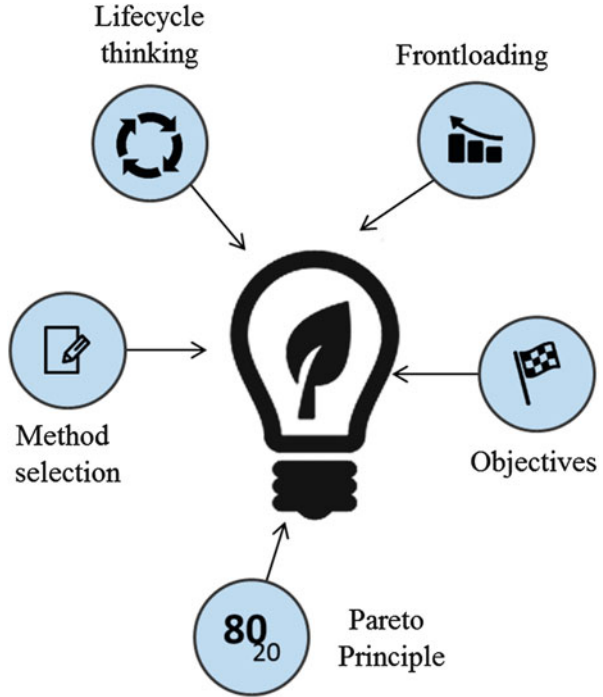 Lifecycle
thinking
Frontloading
Method
selection
Objectives
80
20
Pareto
Principle